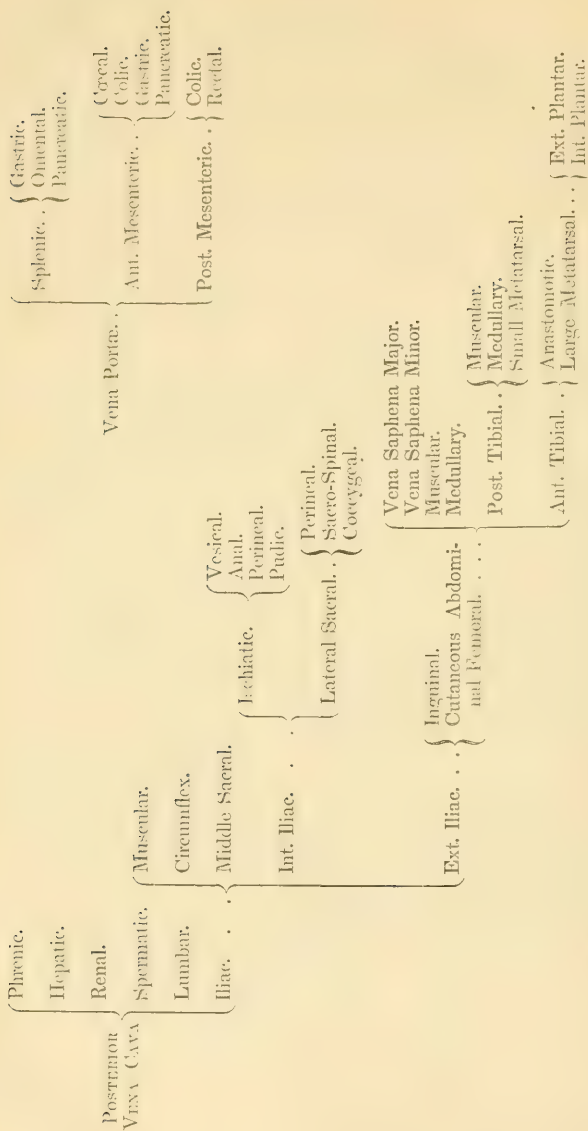 POSTERIOR
VENA CAVA
Phrenic.
Hepatic.
Renal.
Spermatic.
Lumbar.
Iliac. . .
Muscular.
Circumflex.
Middle Sacral.
Int. Iliac. . .
Ischiatic.
Vesical.
Anal.
Perineal.
Pudic.
Lateral Sacral. .
Perineal.
Sacro-Spinal.
Coccygeal.
Ext. Iliac. . .
Inguinal.
Cutaneous Abdomi-
nal Femoral. . . .
Vena Saphena Major.
Vena Saphena Minor.
Muscular.
Medullary.
Post. Tibial. .
Muscular.
Medullary.
Small Metatarsal.
Ant. Tibial. .
Anastomotic.
Large Metatarsal. . .
Ext. Plantar.
Int. Plantar.
Vena Portæ. .
Splenic. .
Gastric.
Omental.
Pancreatic.
Ant. Mesenteric. .
Cœcal.
Colic.
Gastric.
Pancreatic.
Post. Mesenteric. .
Colic.
Rectal.